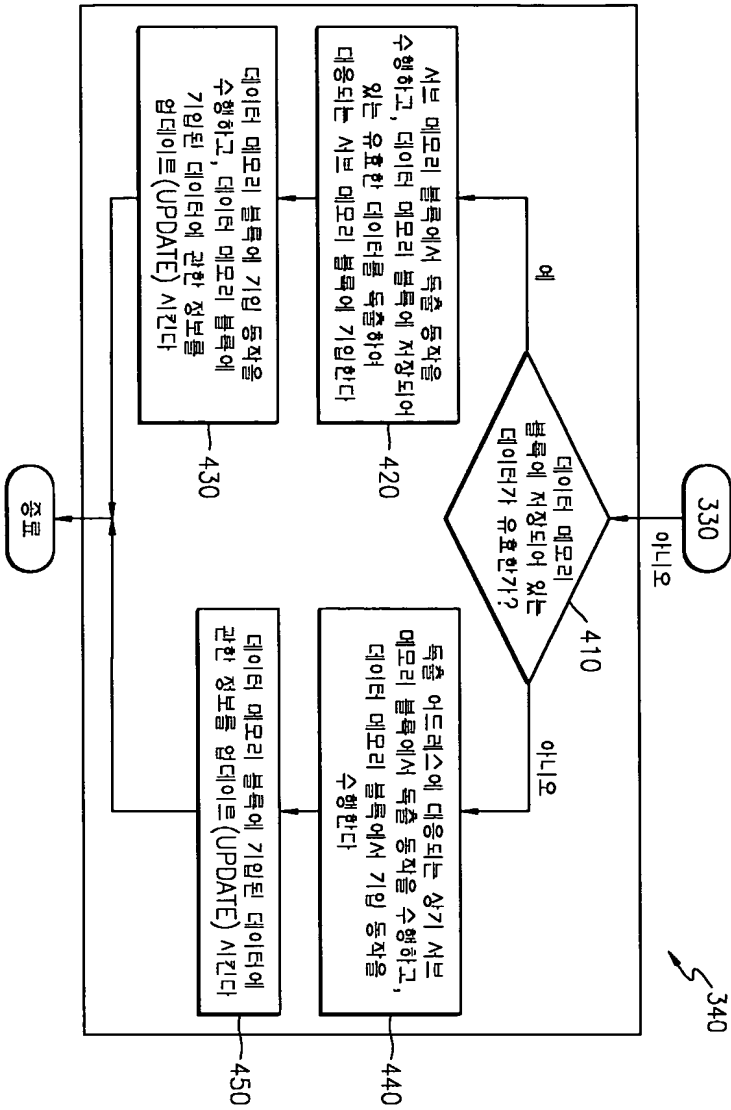 340
330
아니오
데이터 메모리
블록에 저장되어 있는
데이터가 유효한가?
410
예
아니오
서브 메모리 블록에서 독출 동작을
수행하고, 데이터 메모리 블록에 저장되어
있는 유효한 데이터를 독출하여
대응되는 서브 메모리 블록에 기입한다
420
독출 어드레스에 대응되는 상기 서브
메모리 블록에서 독출 동작을 수행하고,
데이터 메모리 블록에서 기입 동작을
수행한다
440
데이터 메모리 블록에 기입 동작을
수행하고, 데이터 메모리 블록에
기입된 데이터에 관한 정보를
업데이트(UPDATE) 시킨다
430
데이터 메모리 블록에 기입된 데이터에
관한 정보를 업데이트(UPDATE) 시킨다
450
종료